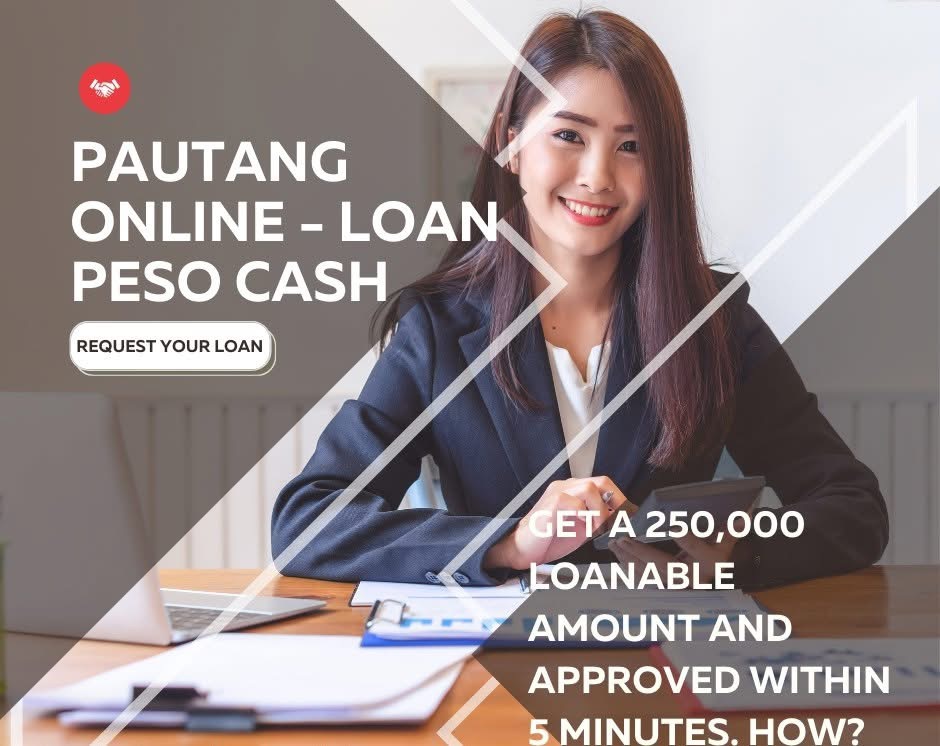 PAUTANG
ONLINE – LOAN
PESO CASH
REQUEST YOUR LOAN
GET A 250,000
LOANABLE
AMOUNT AND
APPROVED WITHIN
5 MINUTES. HOW?